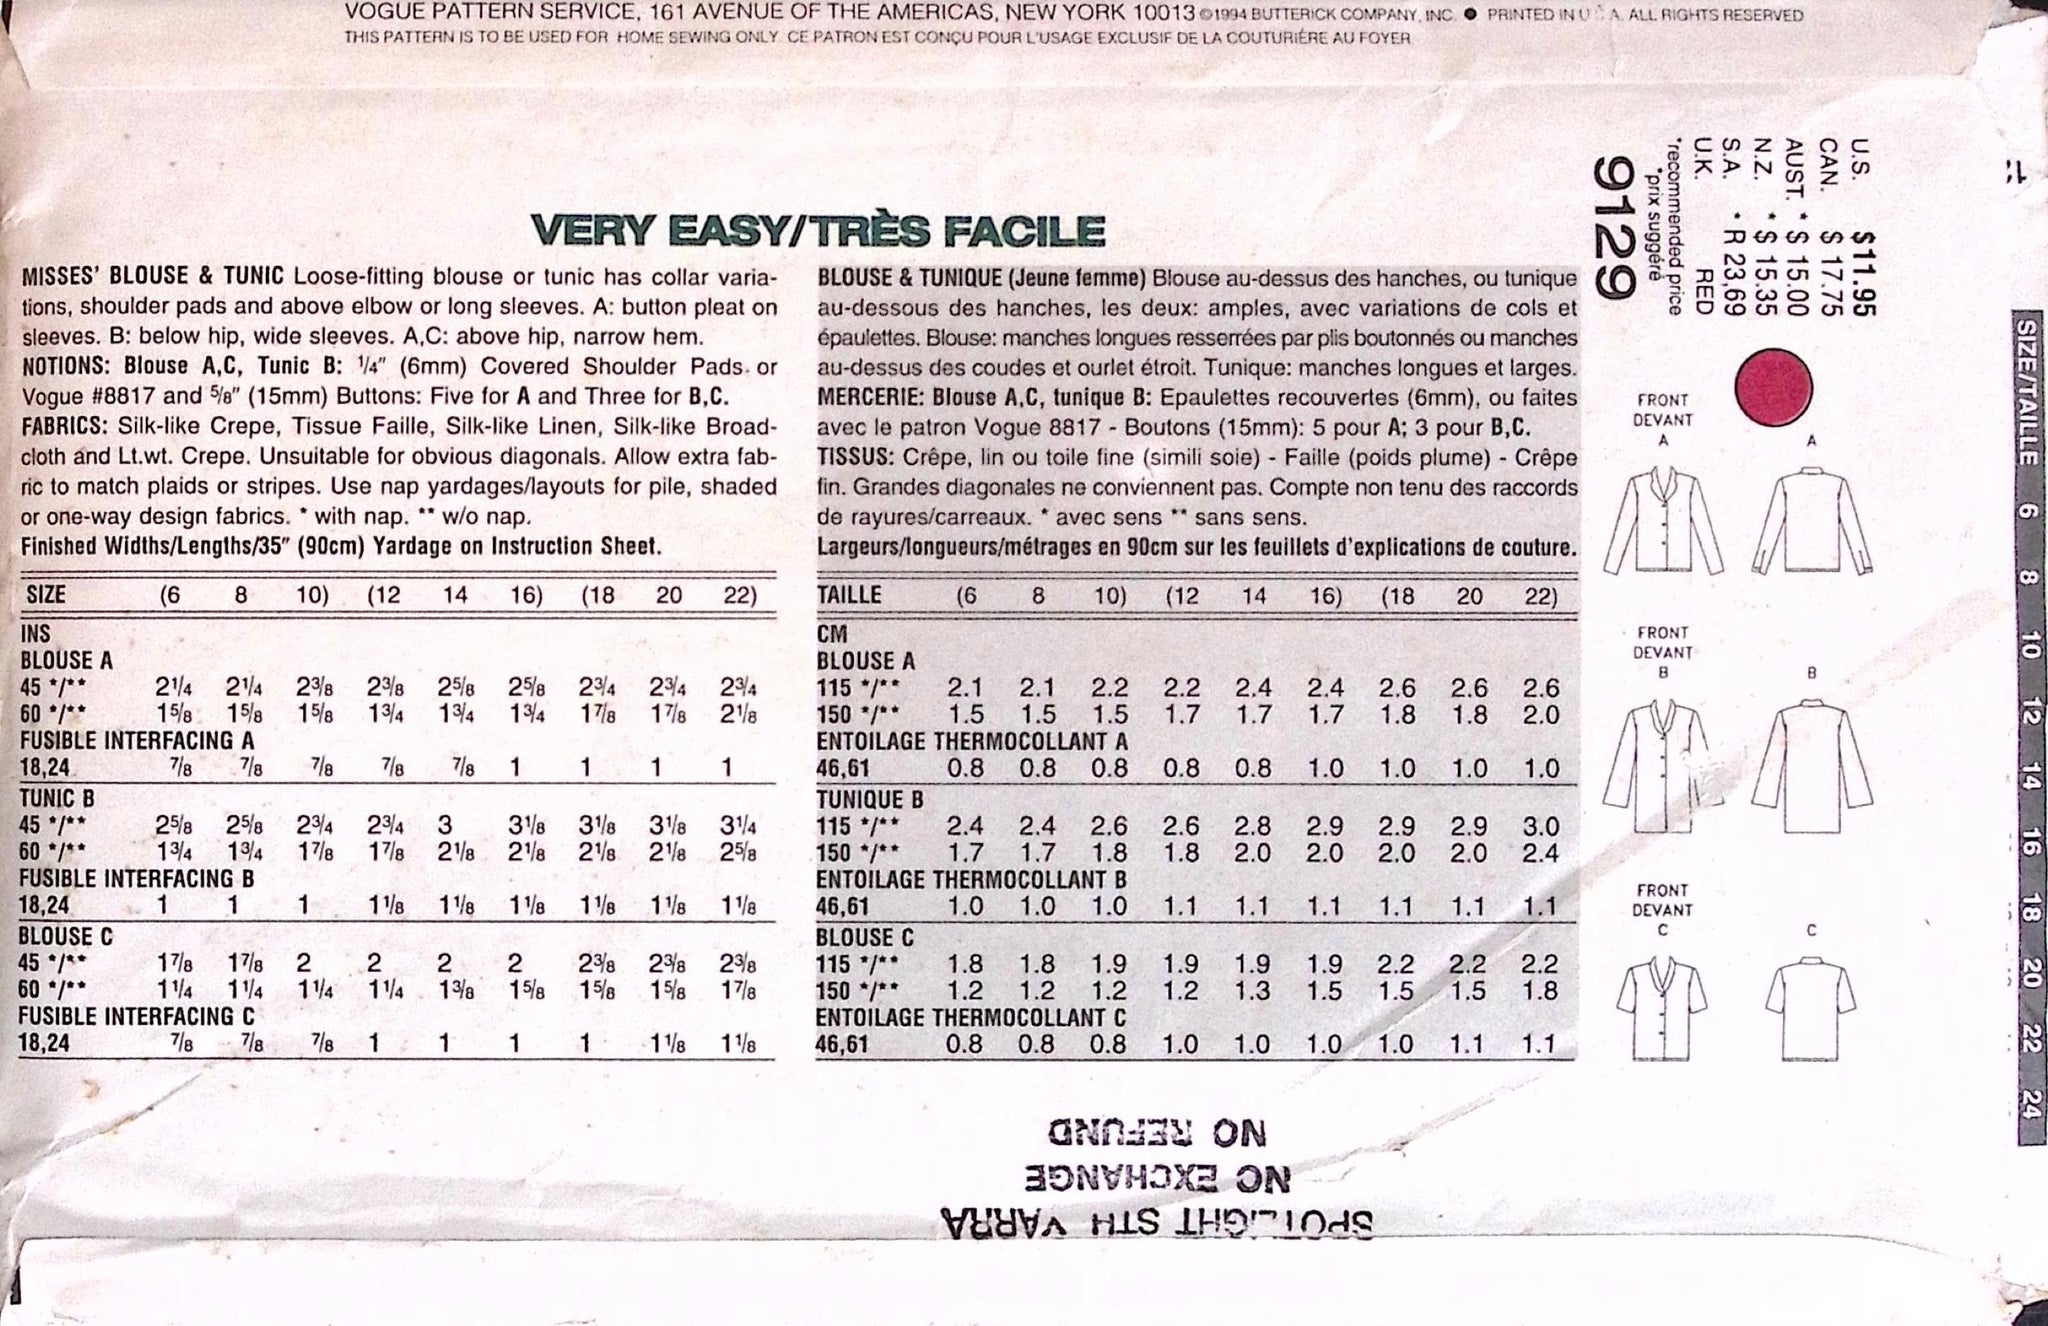 VOGUE PATTERN SERVICE, 161 AVENUE OF THE AMERICAS, NEW YORK 10013 ©1994 BUTTERICK COMPANY, INC. ● PRINTED IN U.S.A. ALL RIGHTS RESERVED
THIS PATTERN IS TO BE USED FOR HOME SEWING ONLY. CE PATRON EST CONÇU POUR L'USAGE EXCLUSIF DE LA COUTURIÈRE AU FOYER
VERY EASY/TRÈS FACILE
MISSES' BLOUSE & TUNIC Loose-fitting blouse or tunic has collar varia-
tions, shoulder pads and above elbow or long sleeves. A: button pleat on
sleeves. B: below hip, wide sleeves. A,C: above hip, narrow hem.
NOTIONS: Blouse A,C, Tunic B: 1/4" (6mm) Covered Shoulder Pads or
Vogue #8817 and 5/8" (15mm) Buttons: Five for A and Three for B,C.
FABRICS: Silk-like Crepe, Tissue Faille, Silk-like Linen, Silk-like Broad-
cloth and Lt.wt. Crepe. Unsuitable for obvious diagonals. Allow extra fab-
ric to match plaids or stripes. Use nap yardages/layouts for pile, shaded
or one-way design fabrics. * with nap. ** w/o nap.
Finished Widths/Lengths/35" (90cm) Yardage on Instruction Sheet.
SIZE (6 8 10) (12 14 16) (18 20 22)
INS
BLOUSE A
45 */** 2 1/4 2 1/4 2 3/8 2 3/8 2 5/8 2 5/8 2 3/4 2 3/4 2 3/4
60 */** 1 5/8 1 5/8 1 5/8 1 3/4 1 3/4 1 3/4 1 7/8 1 7/8 2 1/8
FUSIBLE INTERFACING A
18,24 7/8 7/8 7/8 7/8 7/8 1 1 1 1
TUNIC B
45 */** 2 5/8 2 5/8 2 3/4 2 3/4 3 3 1/8 3 1/8 3 1/8 3 1/4
60 */** 1 3/4 1 3/4 1 7/8 1 7/8 2 1/8 2 1/8 2 1/8 2 1/8 2 5/8
FUSIBLE INTERFACING B
18,24 1 1 1 1 1/8 1 1/8 1 1/8 1 1/8 1 1/8 1 1/8
BLOUSE C
45 */** 1 7/8 1 7/8 2 2 2 2 2 3/8 2 3/8 2 3/8
60 */** 1 1/4 1 1/4 1 1/4 1 1/4 1 3/8 1 5/8 1 5/8 1 5/8 1 7/8
FUSIBLE INTERFACING C
18,24 7/8 7/8 7/8 1 1 1 1 1 1/8 1 1/8
BLOUSE & TUNIQUE (Jeune femme) Blouse au-dessus des hanches, ou tunique
au-dessous des hanches, les deux: amples, avec variations de cols et
épaulettes. Blouse: manches longues resserrées par plis boutonnés ou manches
au-dessus des coudes et ourlet étroit. Tunique: manches longues et larges.
MERCERIE: Blouse A,C, tunique B: Epaulettes recouvertes (6mm), ou faites
avec le patron Vogue 8817 - Boutons (15mm): 5 pour A; 3 pour B,C.
TISSUS: Crêpe, lin ou toile fine (simili soie) - Faille (poids plume) - Crêpe
fin. Grandes diagonales ne conviennent pas. Compte non tenu des raccords
de rayures/carreaux. * avec sens ** sans sens.
Largeurs/longueurs/métrages en 90cm sur les feuillets d'explications de couture.
TAILLE (6 8 10) (12 14 16) (18 20 22)
CM
BLOUSE A
115 */** 2.1 2.1 2.2 2.2 2.4 2.4 2.6 2.6 2.6
150 */** 1.5 1.5 1.5 1.7 1.7 1.7 1.8 1.8 2.0
ENTOILAGE THERMOCOLLANT A
46,61 0.8 0.8 0.8 0.8 0.8 1.0 1.0 1.0 1.0
TUNIQUE B
115 */** 2.4 2.4 2.6 2.6 2.8 2.9 2.9 2.9 3.0
150 */** 1.7 1.7 1.8 1.8 2.0 2.0 2.0 2.0 2.4
ENTOILAGE THERMOCOLLANT B
46,61 1.0 1.0 1.0 1.1 1.1 1.1 1.1 1.1 1.1
BLOUSE C
115 */** 1.8 1.8 1.9 1.9 1.9 1.9 2.2 2.2 2.2
150 */** 1.2 1.2 1.2 1.2 1.3 1.5 1.5 1.5 1.8
ENTOILAGE THERMOCOLLANT C
46,61 0.8 0.8 0.8 1.0 1.0 1.0 1.0 1.1 1.1
U.S. $11.95
CAN. $ 17.75
AUST. * $ 15.00
N.Z. * $ 15.35
S.A. * R 23,69
U.K. RED
*recommended price
*prix suggéré
9129
FRONT
DEVANT
A
A
FRONT
DEVANT
B
B
FRONT
DEVANT
C
C
SIZE/TAILLE 6 8 10 12 14 16 18 20 22 24
SPOTLIGHT STH YARRA
NO EXCHANGE
NO REFUND